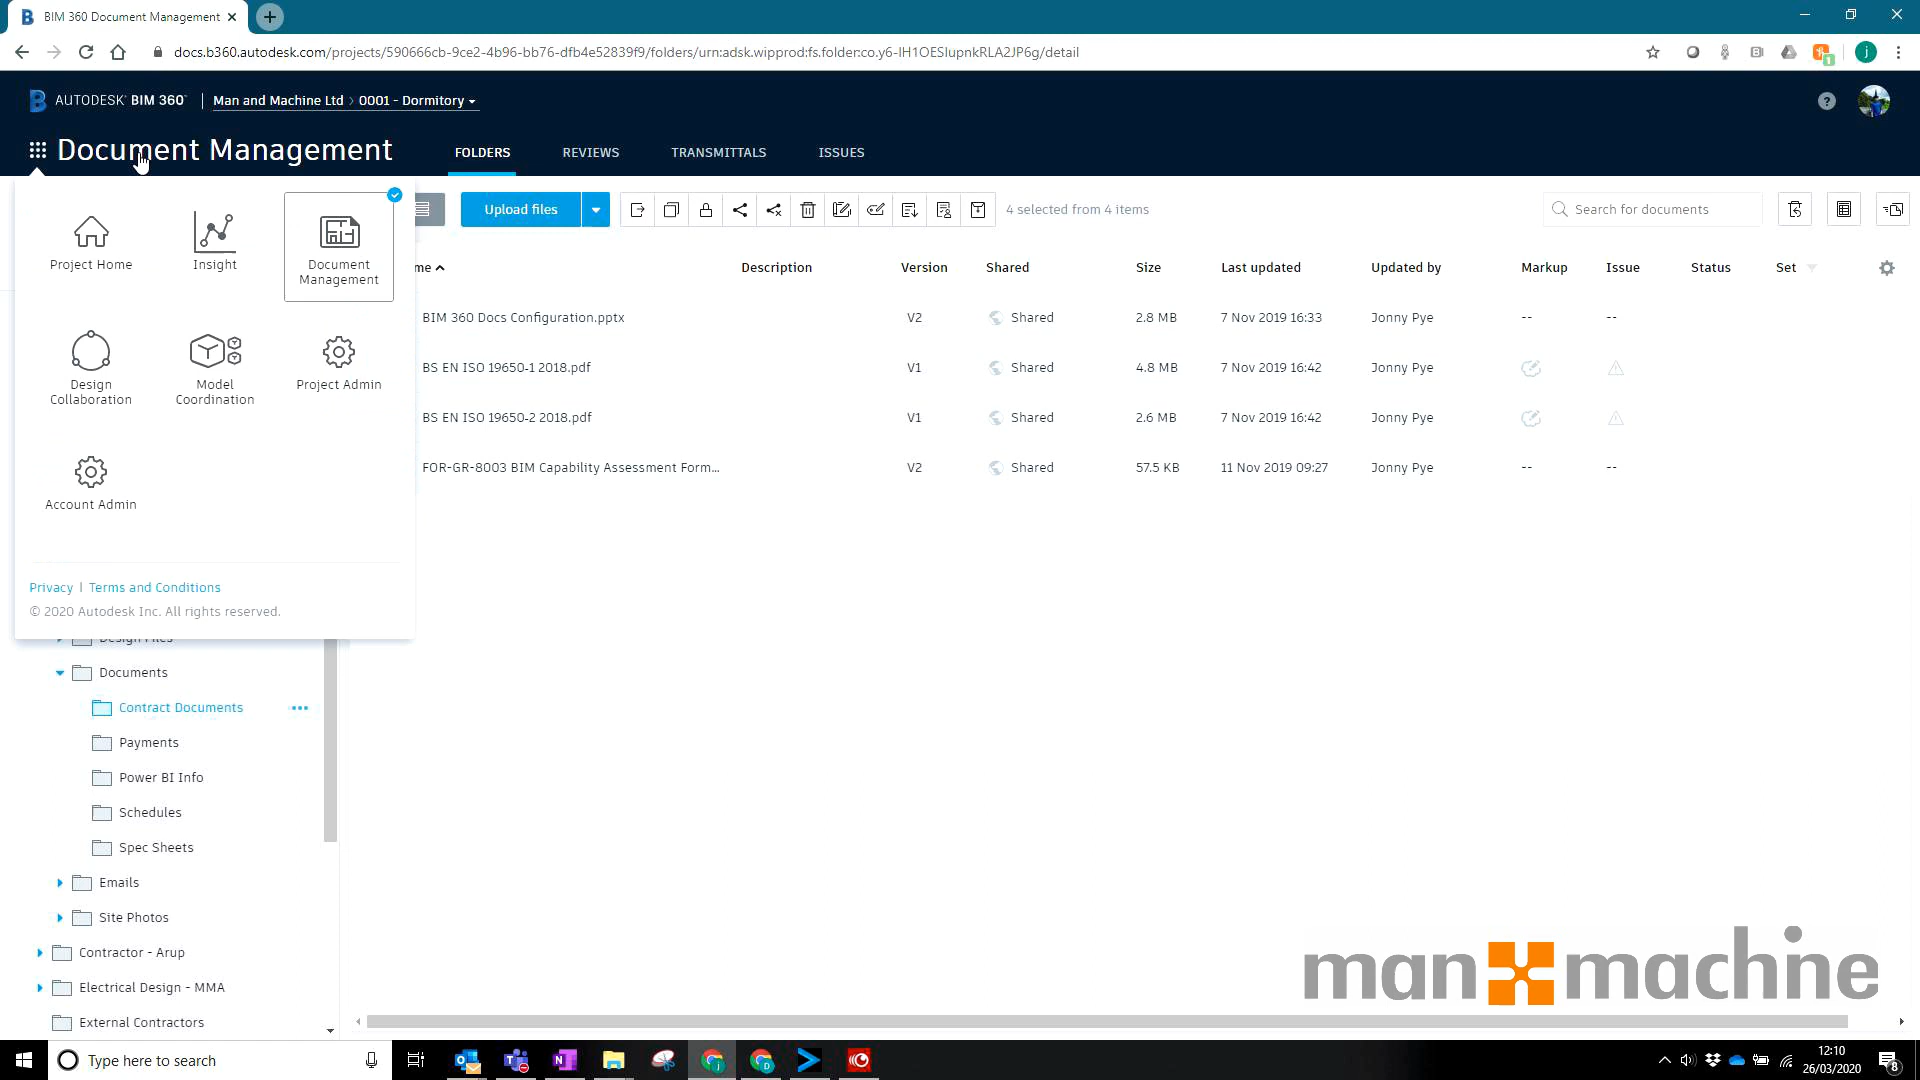 BIM 360 Document Management
docs.b360.autodesk.com/projects/590666cb-9ce2-4b96-bb76-dfb4e52839f9/folders/urn:adsk.wipprod:fs.folder:co.y6-IH1OESIupnkRLA2JP6g/detail
AUTODESK® BIM 360™ Man and Machine Ltd > 0001 - Dormitory
Document Management FOLDERS REVIEWS TRANSMITTALS ISSUES
Upload files 4 selected from 4 items Search for documents
Project Home Insight Document Management
Design Collaboration Model Coordination Project Admin
Account Admin
Privacy | Terms and Conditions
© 2020 Autodesk Inc. All rights reserved.
me Description Version Shared Size Last updated Updated by Markup Issue Status Set
BIM 360 Docs Configuration.pptx V2 Shared 2.8 MB 7 Nov 2019 16:33 Jonny Pye -- --
BS EN ISO 19650-1 2018.pdf V1 Shared 4.8 MB 7 Nov 2019 16:42 Jonny Pye
BS EN ISO 19650-2 2018.pdf V1 Shared 2.6 MB 7 Nov 2019 16:42 Jonny Pye
FOR-GR-8003 BIM Capability Assessment Form... V2 Shared 57.5 KB 11 Nov 2019 09:27 Jonny Pye -- --
Design Files
Documents
Contract Documents
Payments
Power BI Info
Schedules
Spec Sheets
Emails
Site Photos
Contractor - Arup
Electrical Design - MMA
External Contractors
man machine
Type here to search
12:10
26/03/2020
8